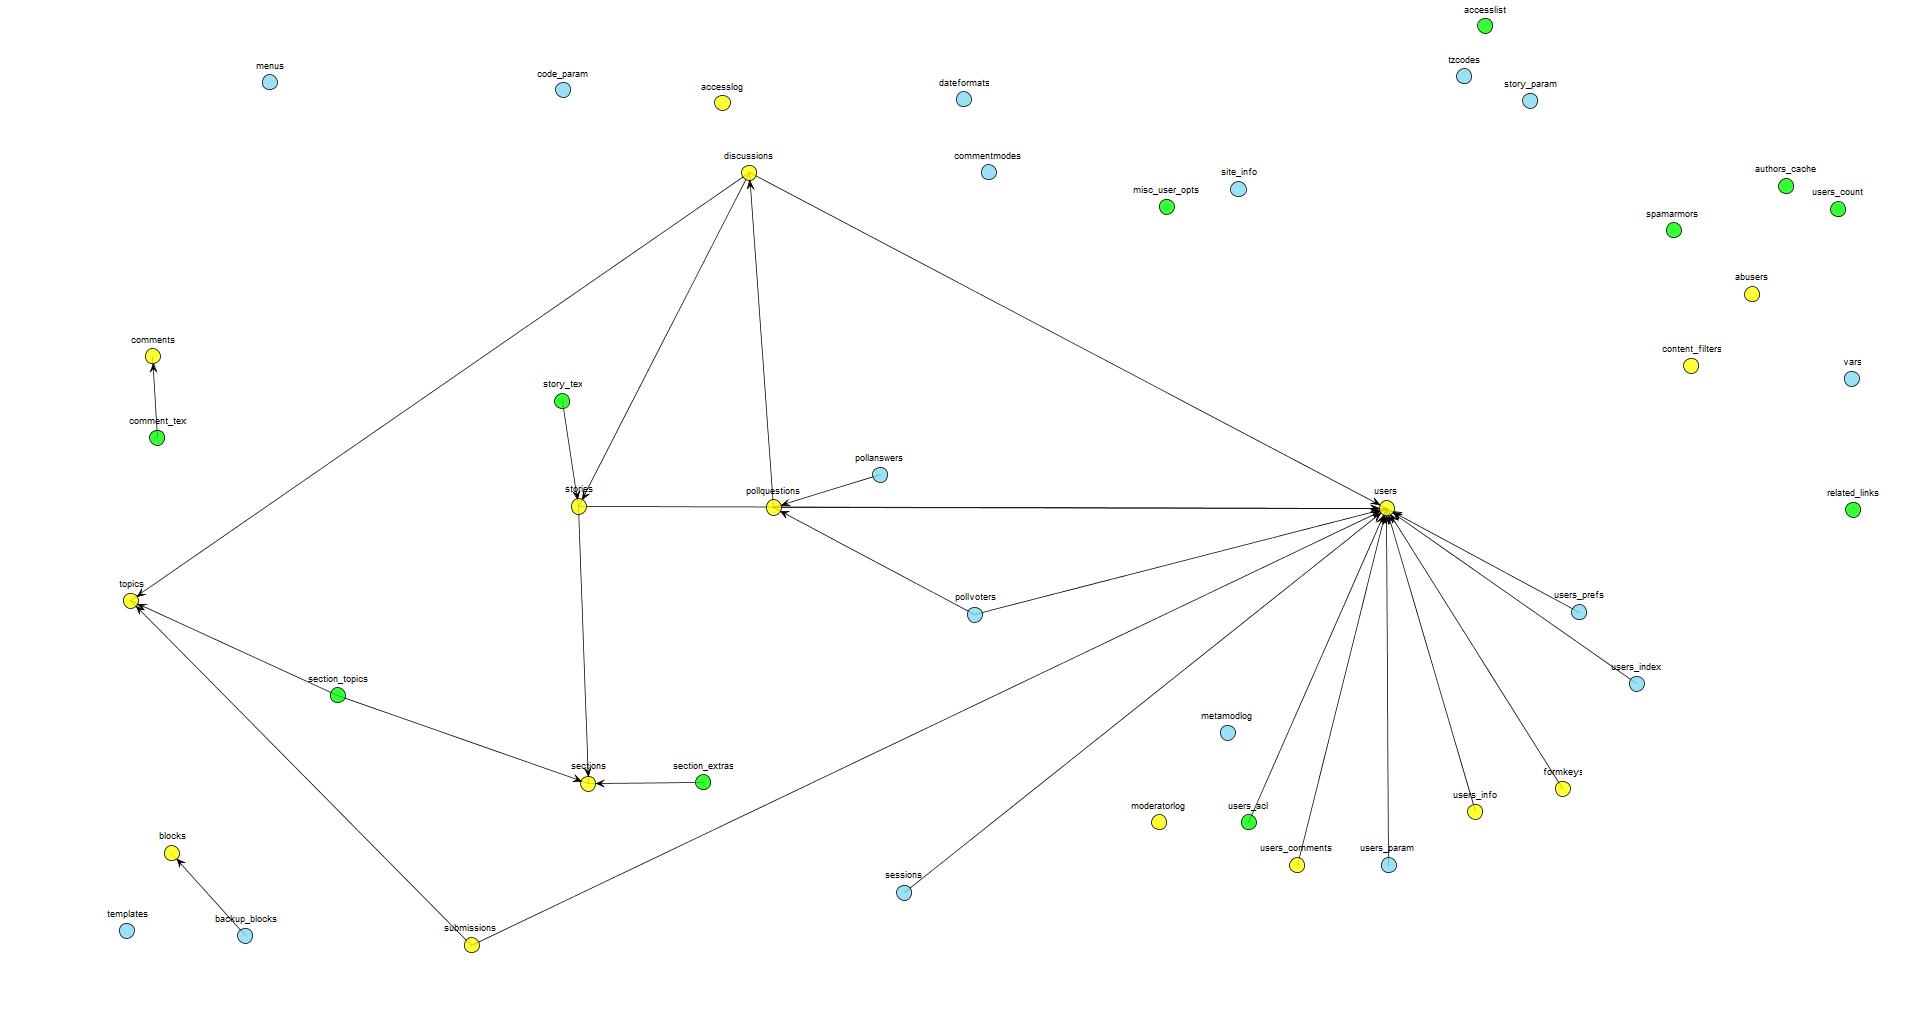 accesslist
menus
code_param
accesslog
dateformats
tzcodes
story_param
discussions
commentmodes
misc_user_opts
site_info
authors_cache
users_count
spamarmors
abusers
comments
content_filters
vars
story_tex
comment_tex
pollanswers
stories
pollquestions
users
related_links
topics
pollvoters
users_prefs
section_topics
users_index
metamodlog
sections
section_extras
formkeys
users_info
moderatorlog
users_acl
blocks
users_comments
users_param
sessions
templates
backup_blocks
submissions